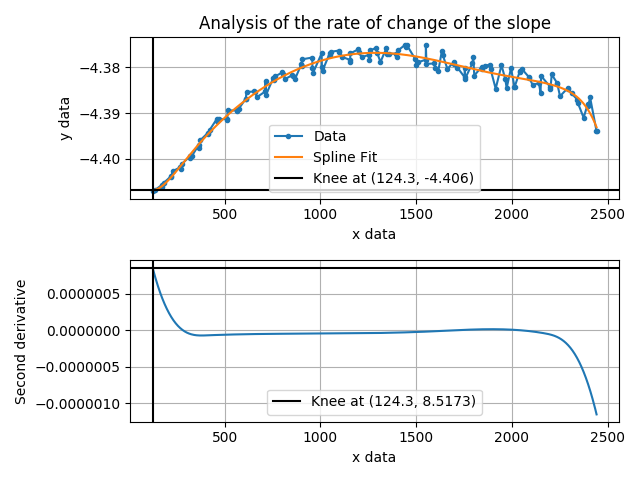 Analysis of the rate of change of the slope
y data
−4.38
−4.39
−4.40
Data
Spline Fit
Knee at (124.3, -4.406)
500
1000
1500
2000
2500
x data
Second derivative
0.0000005
0.0000000
−0.0000005
−0.0000010
Knee at (124.3, 8.5173)
500
1000
1500
2000
2500
x data